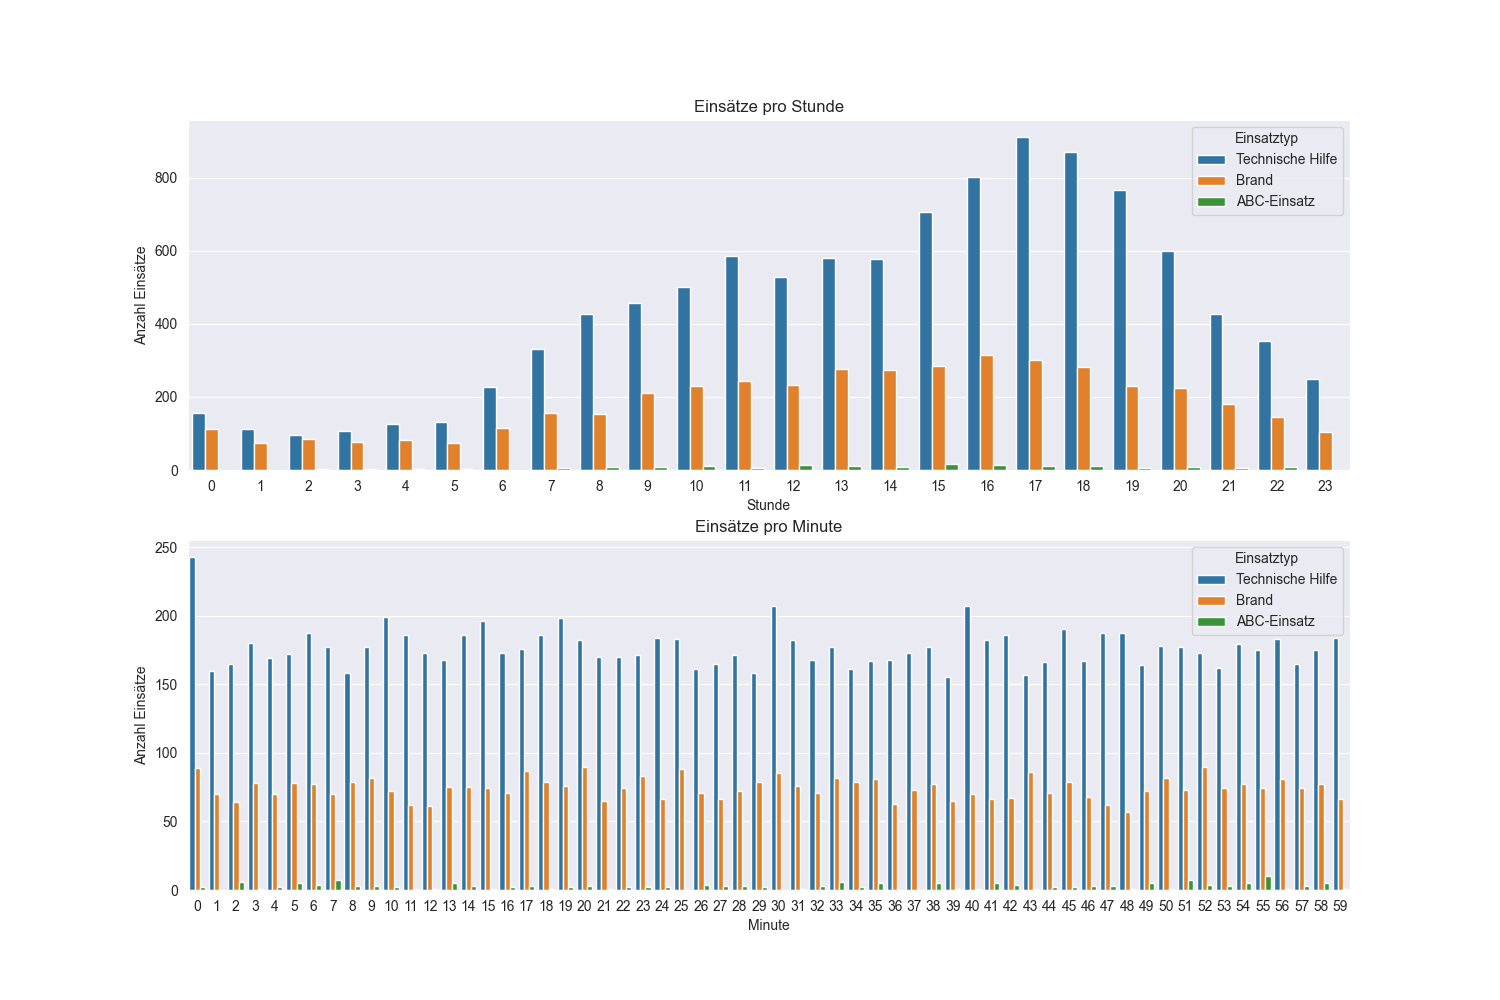 Einsätze pro Stunde
Einsatztyp
Technische Hilfe
Brand
ABC-Einsatz
Anzahl Einsätze
800
600
400
200
0
0 1 2 3 4 5 6 7 8 9 10 11 12 13 14 15 16 17 18 19 20 21 22 23
Stunde
Einsätze pro Minute
Einsatztyp
Technische Hilfe
Brand
ABC-Einsatz
Anzahl Einsätze
250
200
150
100
50
0
0 1 2 3 4 5 6 7 8 9 10 11 12 13 14 15 16 17 18 19 20 21 22 23 24 25 26 27 28 29 30 31 32 33 34 35 36 37 38 39 40 41 42 43 44 45 46 47 48 49 50 51 52 53 54 55 56 57 58 59
Minute